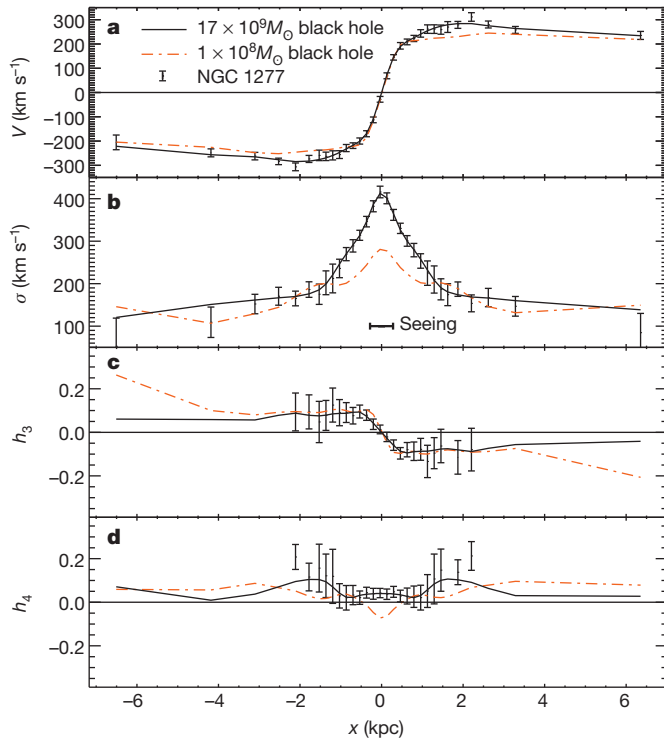 a
17 × 10⁹M☉ black hole
1 × 10⁸M☉ black hole
NGC 1277
V (km s⁻¹)
300
200
100
0
−100
−200
−300
b
σ (km s⁻¹)
400
300
200
100
Seeing
c
h₃
0.2
0.0
−0.2
d
h₄
0.2
0.0
−0.2
−6 −4 −2 0 2 4 6
x (kpc)